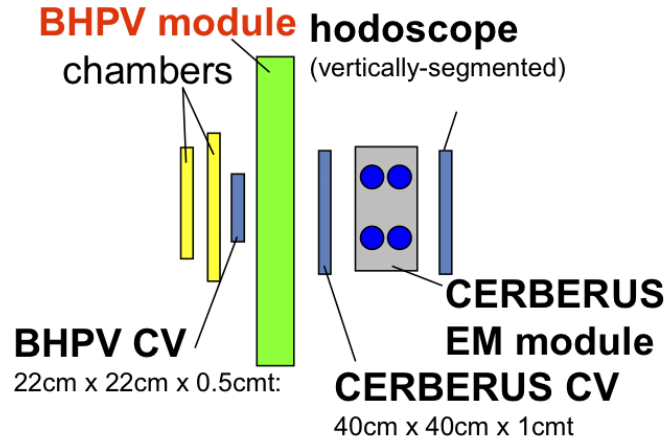 BHPV module
chambers
hodoscope
(vertically-segmented)
BHPV CV
22cm x 22cm x 0.5cmt:
CERBERUS
EM module
CERBERUS CV
40cm x 40cm x 1cmt